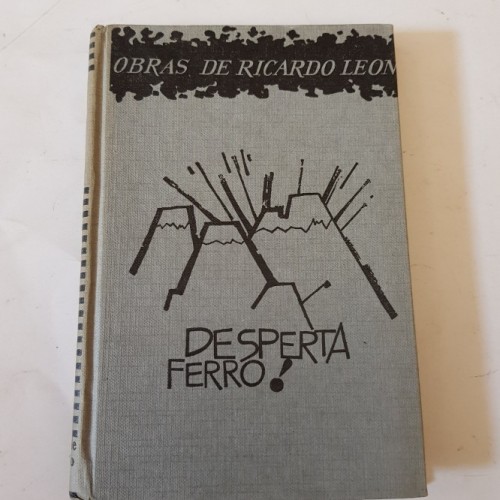 OBRAS DE RICARDO LEON
DESPERTA
FERRO!